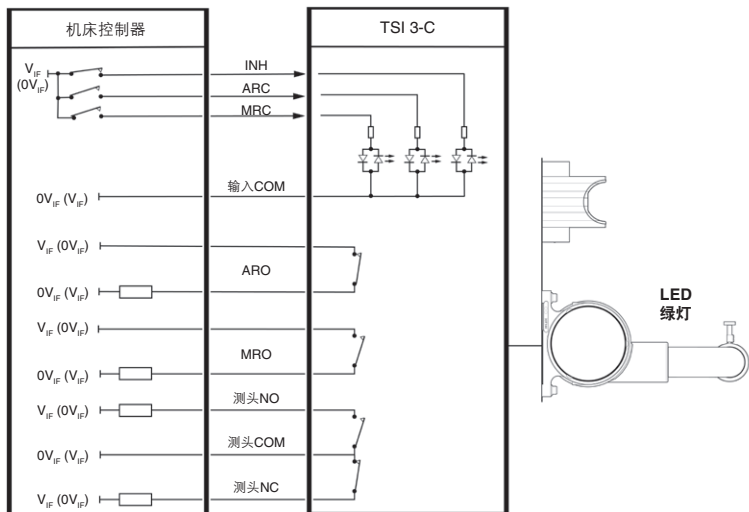 机床控制器
TSI 3-C
V_IF
(0V_IF)
INH
ARC
MRC
输入COM
0V_IF (V_IF)
V_IF (0V_IF)
ARO
0V_IF (V_IF)
V_IF (0V_IF)
MRO
0V_IF (V_IF)
测头NO
V_IF (0V_IF)
测头COM
0V_IF (V_IF)
测头NC
V_IF (0V_IF)
LED
绿灯